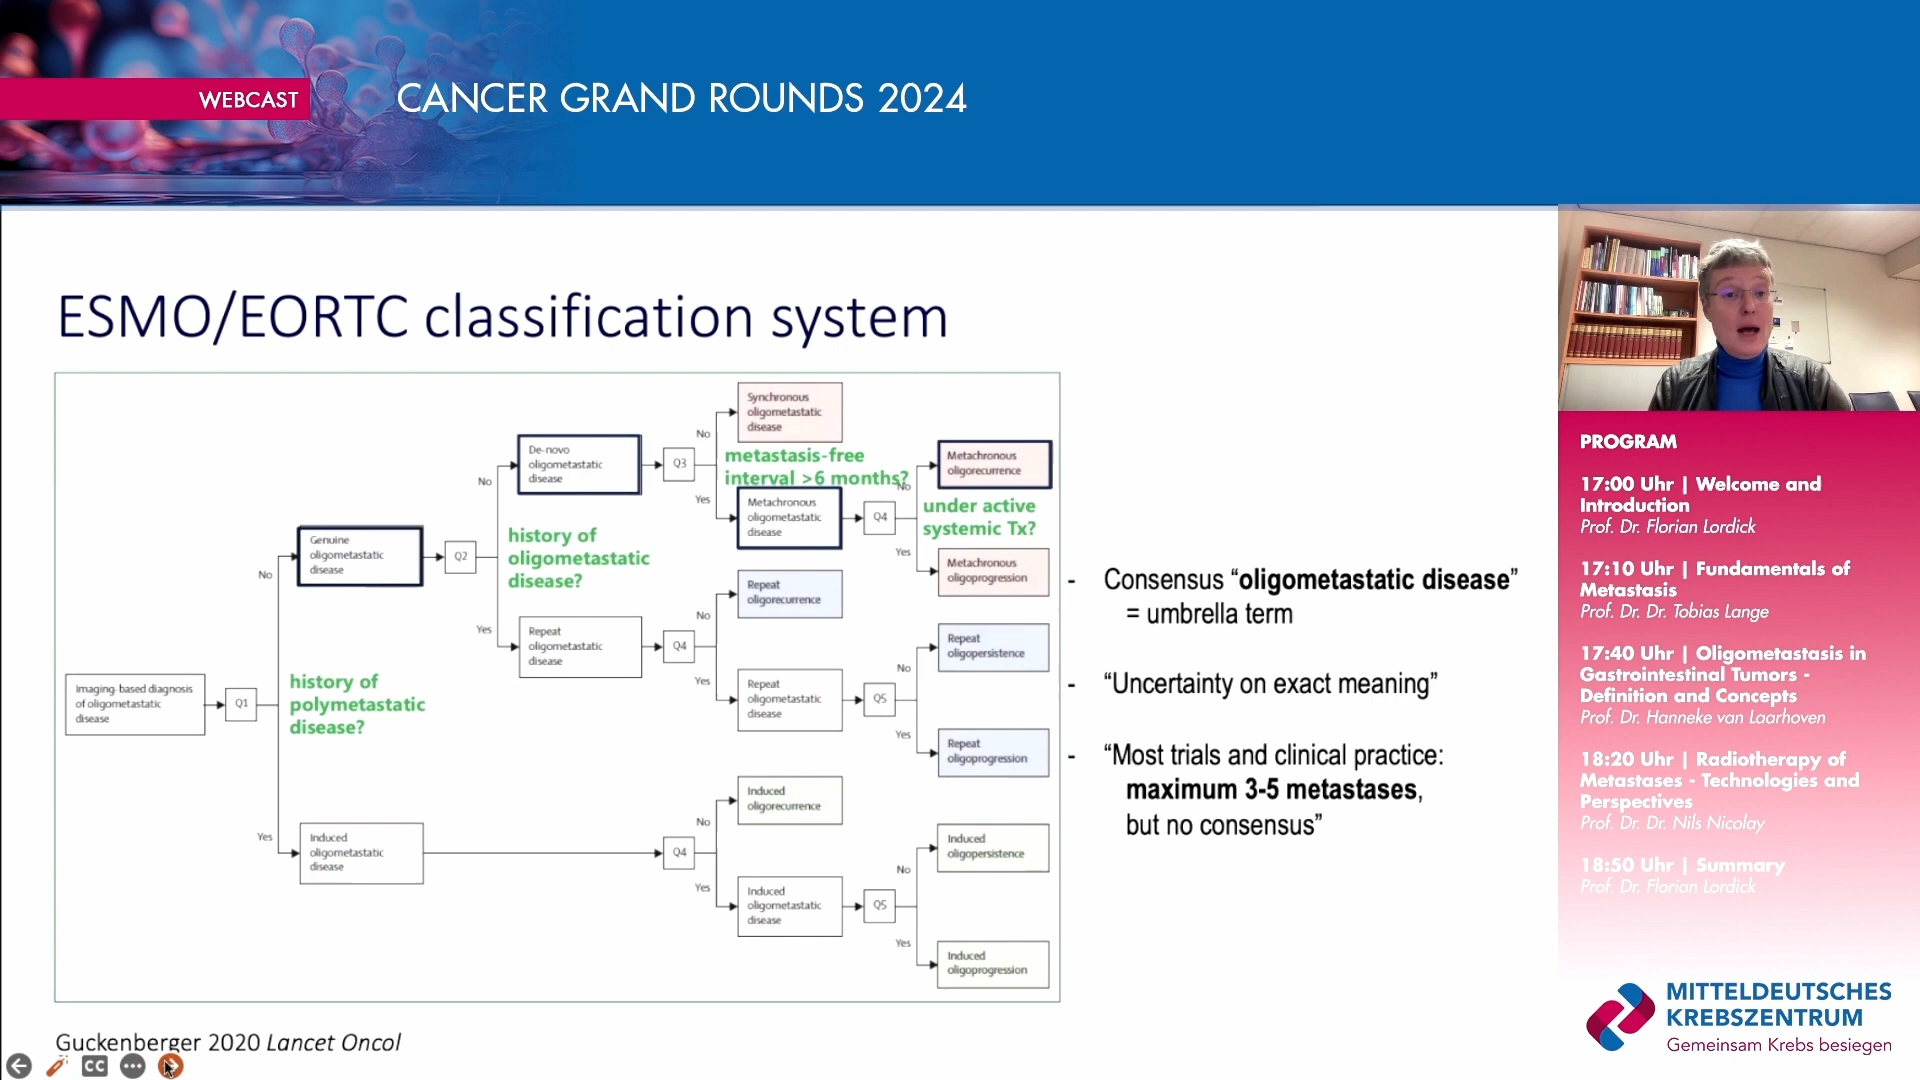 WEBCAST
CANCER GRAND ROUNDS 2024
ESMO/EORTC classification system
Imaging-based diagnosis
of oligometastatic
disease
Q1
history of
polymetastatic
disease?
No
Yes
Genuine
oligometastatic
disease
Q2
history of
oligometastatic
disease?
No
Yes
De-novo
oligometastatic
disease
Q3
No
Yes
Synchronous
oligometastatic
disease
metastasis-free
interval >6 months?
Metachronous
oligometastatic
disease
Q4
No
Yes
Metachronous
oligorecurrence
under active
systemic Tx?
Metachronous
oligoprogression
Repeat
oligometastatic
disease
Q4
No
Yes
Repeat
oligorecurrence
Repeat
oligometastatic
disease
Q5
No
Yes
Repeat
oligopersistence
Repeat
oligoprogression
Induced
oligometastatic
disease
Q4
No
Yes
Induced
oligorecurrence
Induced
oligometastatic
disease
Q5
No
Yes
Induced
oligopersistence
Induced
oligoprogression
- Consensus “oligometastatic disease”
= umbrella term
- “Uncertainty on exact meaning”
- “Most trials and clinical practice:
maximum 3-5 metastases,
but no consensus”
Guckenberger 2020 Lancet Oncol
CC
PROGRAM
17:00 Uhr | Welcome and
Introduction
Prof. Dr. Florian Lordick
17:10 Uhr | Fundamentals of
Metastasis
Prof. Dr. Dr. Tobias Lange
17:40 Uhr | Oligometastasis in
Gastrointestinal Tumors -
Definition and Concepts
Prof. Dr. Hanneke van Laarhoven
18:20 Uhr | Radiotherapy of
Metastases - Technologies and
Perspectives
Prof. Dr. Dr. Nils Nicolay
18:50 Uhr | Summary
Prof. Dr. Florian Lordick
MITTELDEUTSCHES
KREBSZENTRUM
Gemeinsam Krebs besiegen